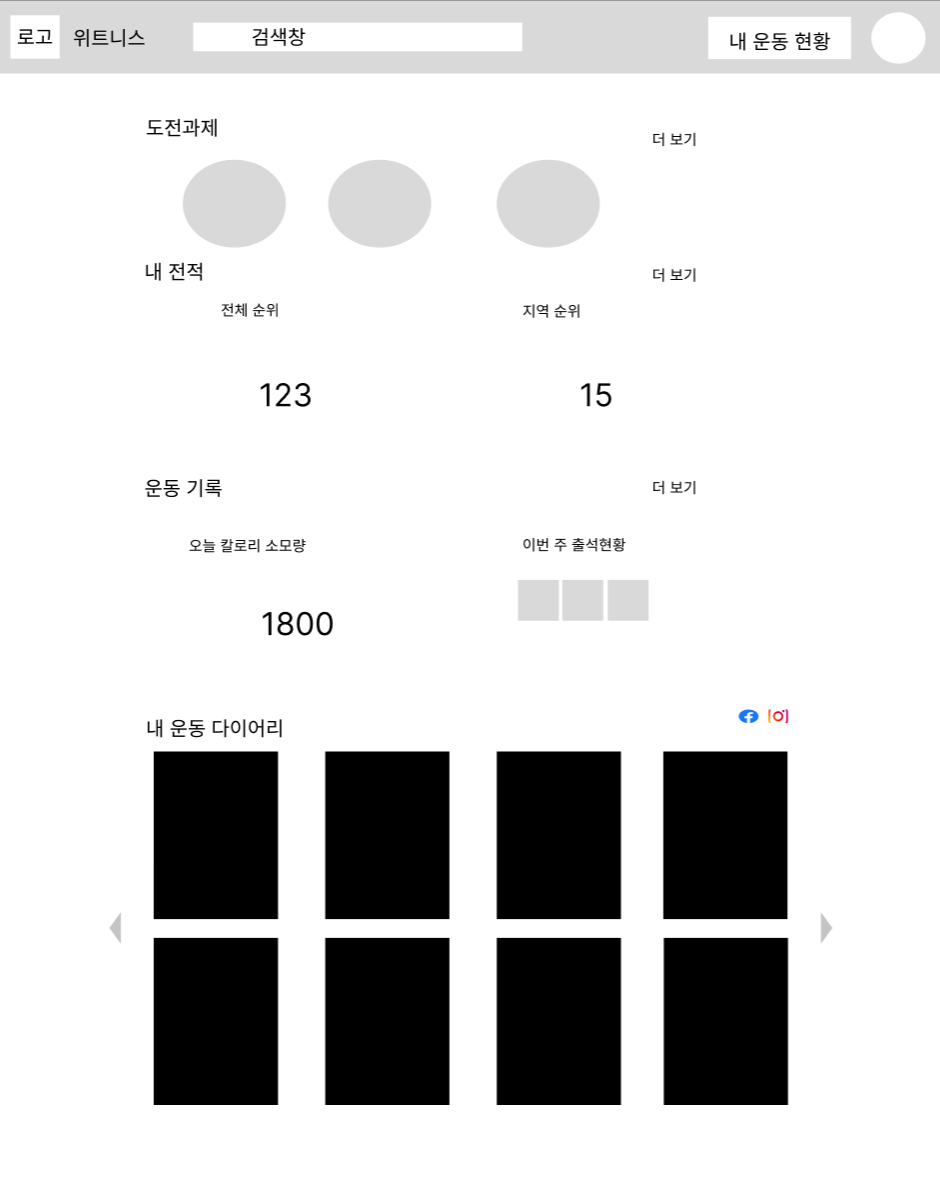 로고
위트니스
검색창
내 운동 현황
도전과제
더 보기
내 전적
더 보기
전체 순위
지역 순위
123
15
운동 기록
더 보기
오늘 칼로리 소모량
이번 주 출석현황
1800
내 운동 다이어리